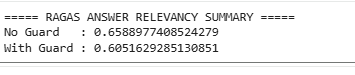 ===== RAGAS ANSWER RELEVANCY SUMMARY =====
No Guard   : 0.6588977408524279
With Guard : 0.6051629285130851